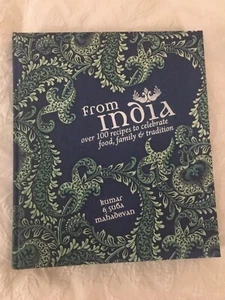 From
INDIA
over 100 recipes to celebrate
food, family & tradition
kumar
& suba
mahadevan